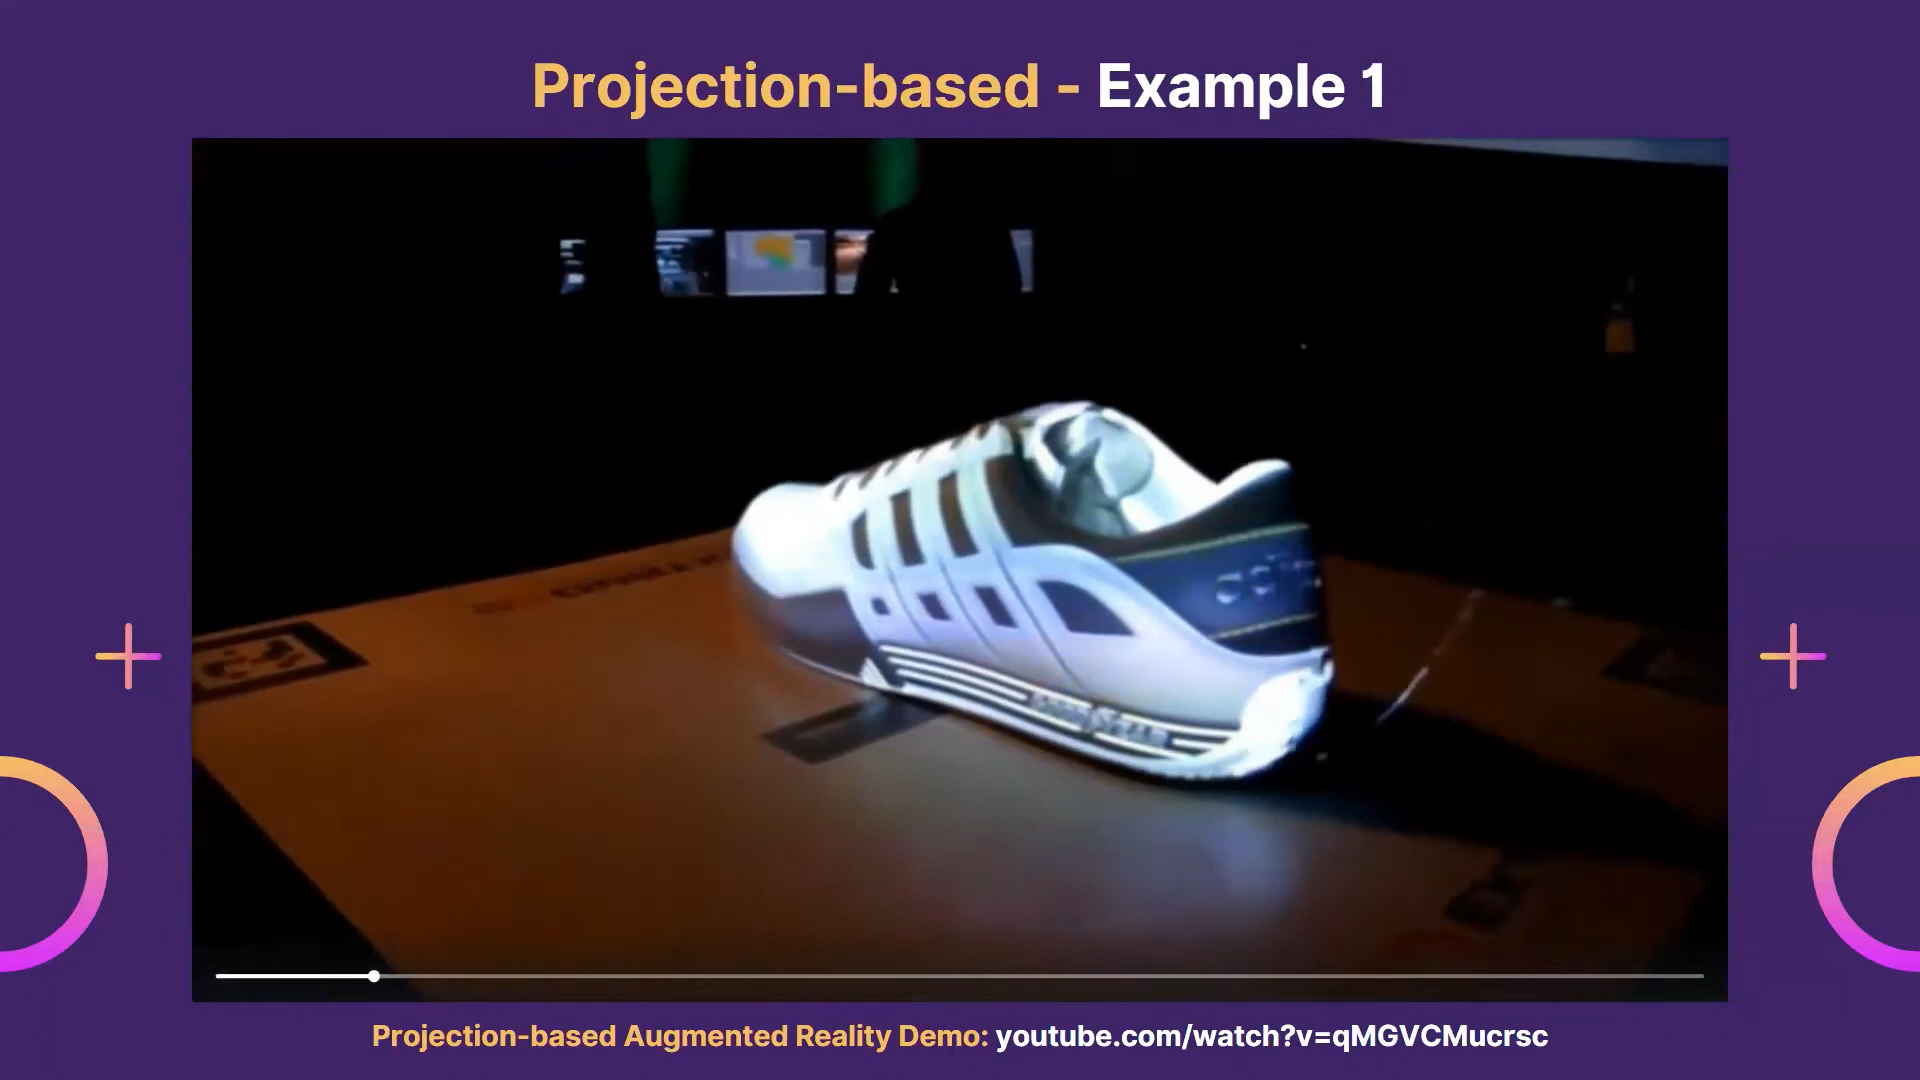 Projection-based - Example 1
Projection-based Augmented Reality Demo: youtube.com/watch?v=qMGVCMucrsc